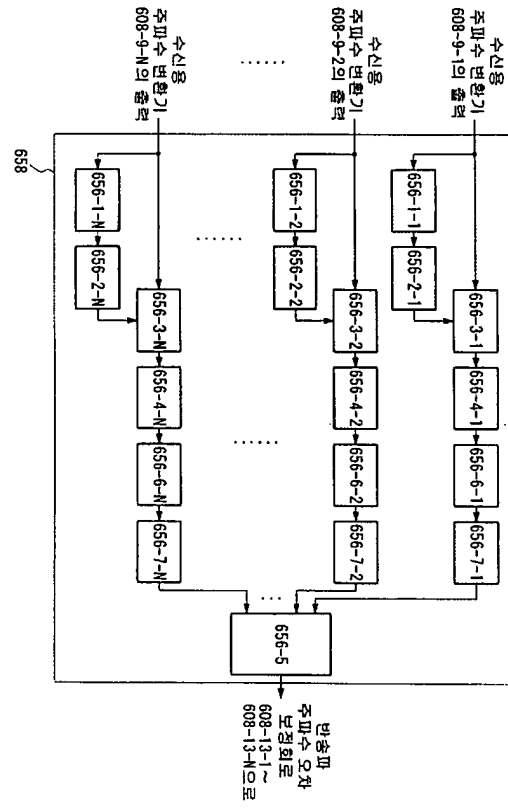 수신용
주파수 변환기
608-9-1의 출력
수신용
주파수 변환기
608-9-2의 출력
......
수신용
주파수 변환기
608-9-N의 출력
656-1-1
656-2-1
656-3-1
656-4-1
656-6-1
656-7-1
656-1-2
656-2-2
656-3-2
656-4-2
656-6-2
656-7-2
......
......
656-1-N
656-2-N
656-3-N
656-4-N
656-6-N
656-7-N
...
656-5
658
반송파
주파수 오차
보정회로
608-13-1~
608-13-N으로